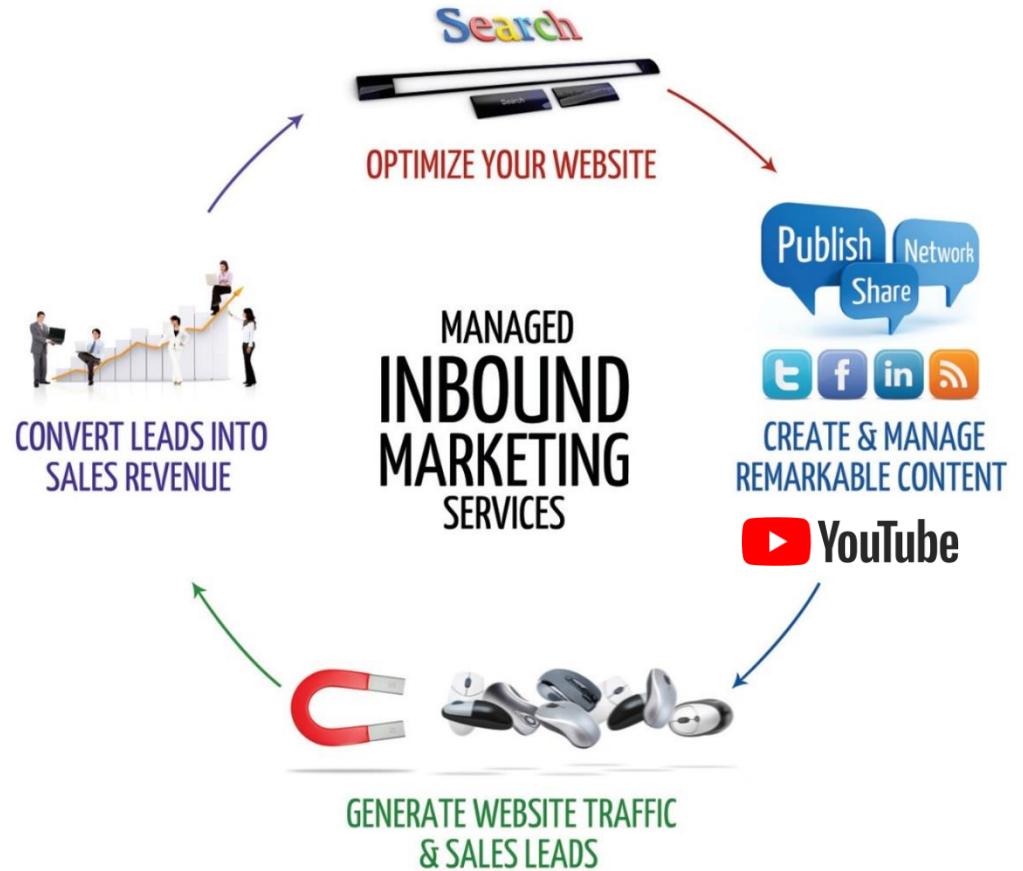 Search
Search
OPTIMIZE YOUR WEBSITE
Publish
Network
Share
t f in
MANAGED
INBOUND
MARKETING
SERVICES
CONVERT LEADS INTO
SALES REVENUE
CREATE & MANAGE
REMARKABLE CONTENT
YouTube
GENERATE WEBSITE TRAFFIC
& SALES LEADS